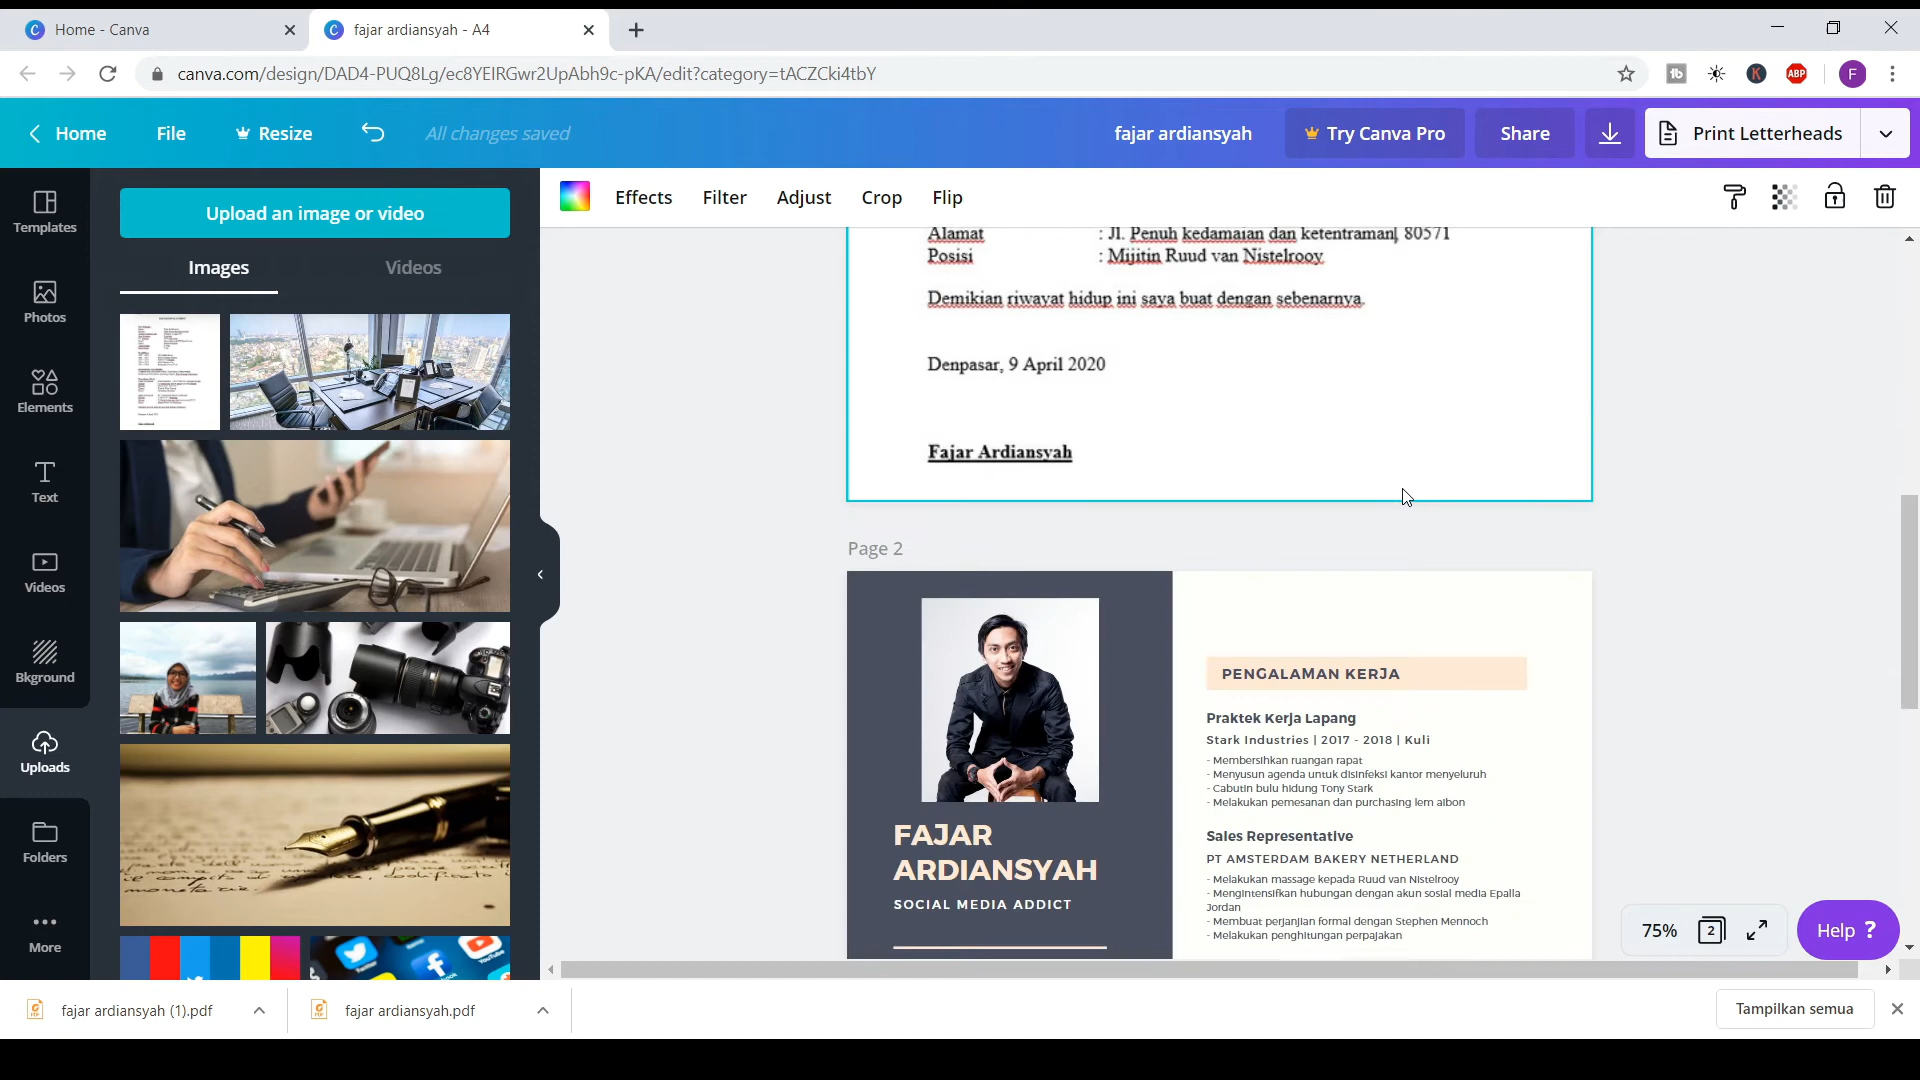 Home - Canva
fajar ardiansyah - A4
canva.com/design/DAD4-PUQ8Lg/ec8YEIRGwr2UpAbh9c-pKA/edit?category=tACZCki4tbY
Home
File
Resize
All changes saved
fajar ardiansyah
Try Canva Pro
Share
Print Letterheads
Templates
Photos
Elements
Text
Videos
Bkground
Uploads
Folders
More
Upload an image or video
Images
Videos
Effects
Filter
Adjust
Crop
Flip
Alamat : Jl. Penuh kedamaian dan ketentraman, 80571
Posisi : Mijitin Ruud van Nistelrooy
Demikian riwayat hidup ini saya buat dengan sebenarnya.
Denpasar, 9 April 2020
Fajar Ardiansyah
Page 2
FAJAR
ARDIANSYAH
SOCIAL MEDIA ADDICT
PENGALAMAN KERJA
Praktek Kerja Lapang
Stark Industries | 2017 - 2018 | Kuli
- Membersihkan ruangan rapat
- Menyusun agenda untuk disinfeksi kantor menyeluruh
- Cabutin bulu hidung Tony Stark
- Melakukan pemesanan dan purchasing lem aibon
Sales Representative
PT AMSTERDAM BAKERY NETHERLAND
- Melakukan massage kepada Ruud van Nistelrooy
- Mengintensifkan hubungan dengan akun sosial media Epalla
Jordan
- Membuat perjanjian formal dengan Stephen Mennoch
- Melakukan penghitungan perpajakan
75%
2
Help ?
fajar ardiansyah (1).pdf
fajar ardiansyah.pdf
Tampilkan semua
F
ABP
K
tb